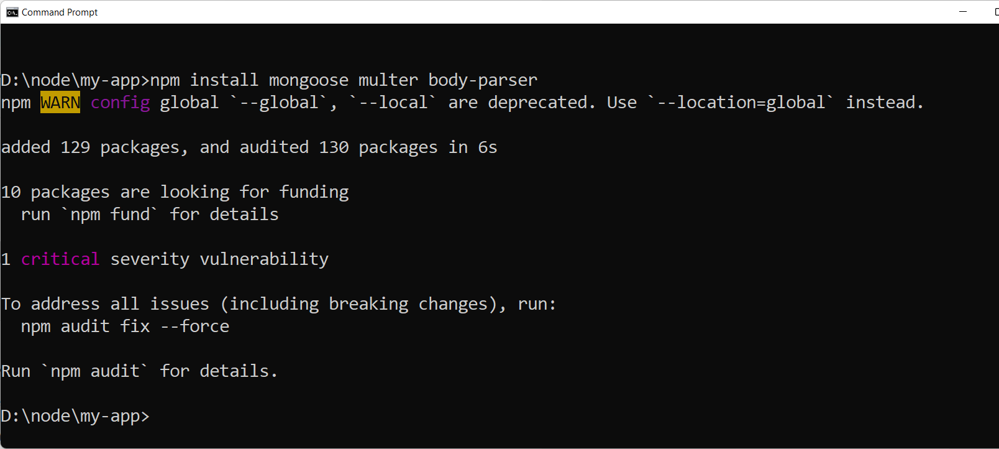 Command Prompt
D:\node\my-app>npm install mongoose multer body-parser
npm WARN config global `--global`, `--local` are deprecated. Use `--location=global` instead.
added 129 packages, and audited 130 packages in 6s
10 packages are looking for funding
  run `npm fund` for details
1 critical severity vulnerability
To address all issues (including breaking changes), run:
  npm audit fix --force
Run `npm audit` for details.
D:\node\my-app>